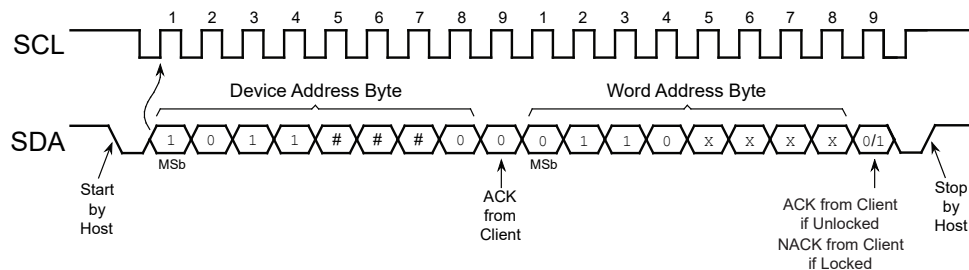 1 2 3 4 5 6 7 8 9 1 2 3 4 5 6 7 8 9
SCL
Device Address Byte Word Address Byte
SDA 1 0 1 1 # # # 0 0 0 1 1 0 x x x x 0/1
MSb MSb
Start
by
Host
ACK
from
Client
ACK from Client
if Unlocked
NACK from Client
if Locked
Stop
by
Host